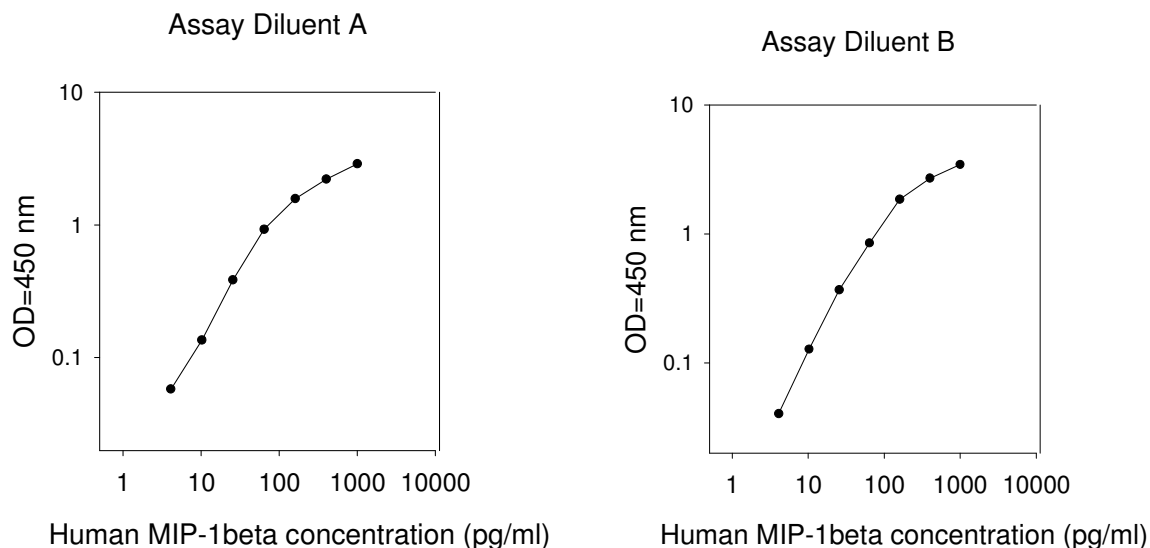 Assay Diluent A
10
1
0.1
OD=450 nm
1 10 100 1000 10000
Human MIP-1beta concentration (pg/ml)
Assay Diluent B
10
1
0.1
OD=450 nm
1 10 100 1000 10000
Human MIP-1beta concentration (pg/ml)